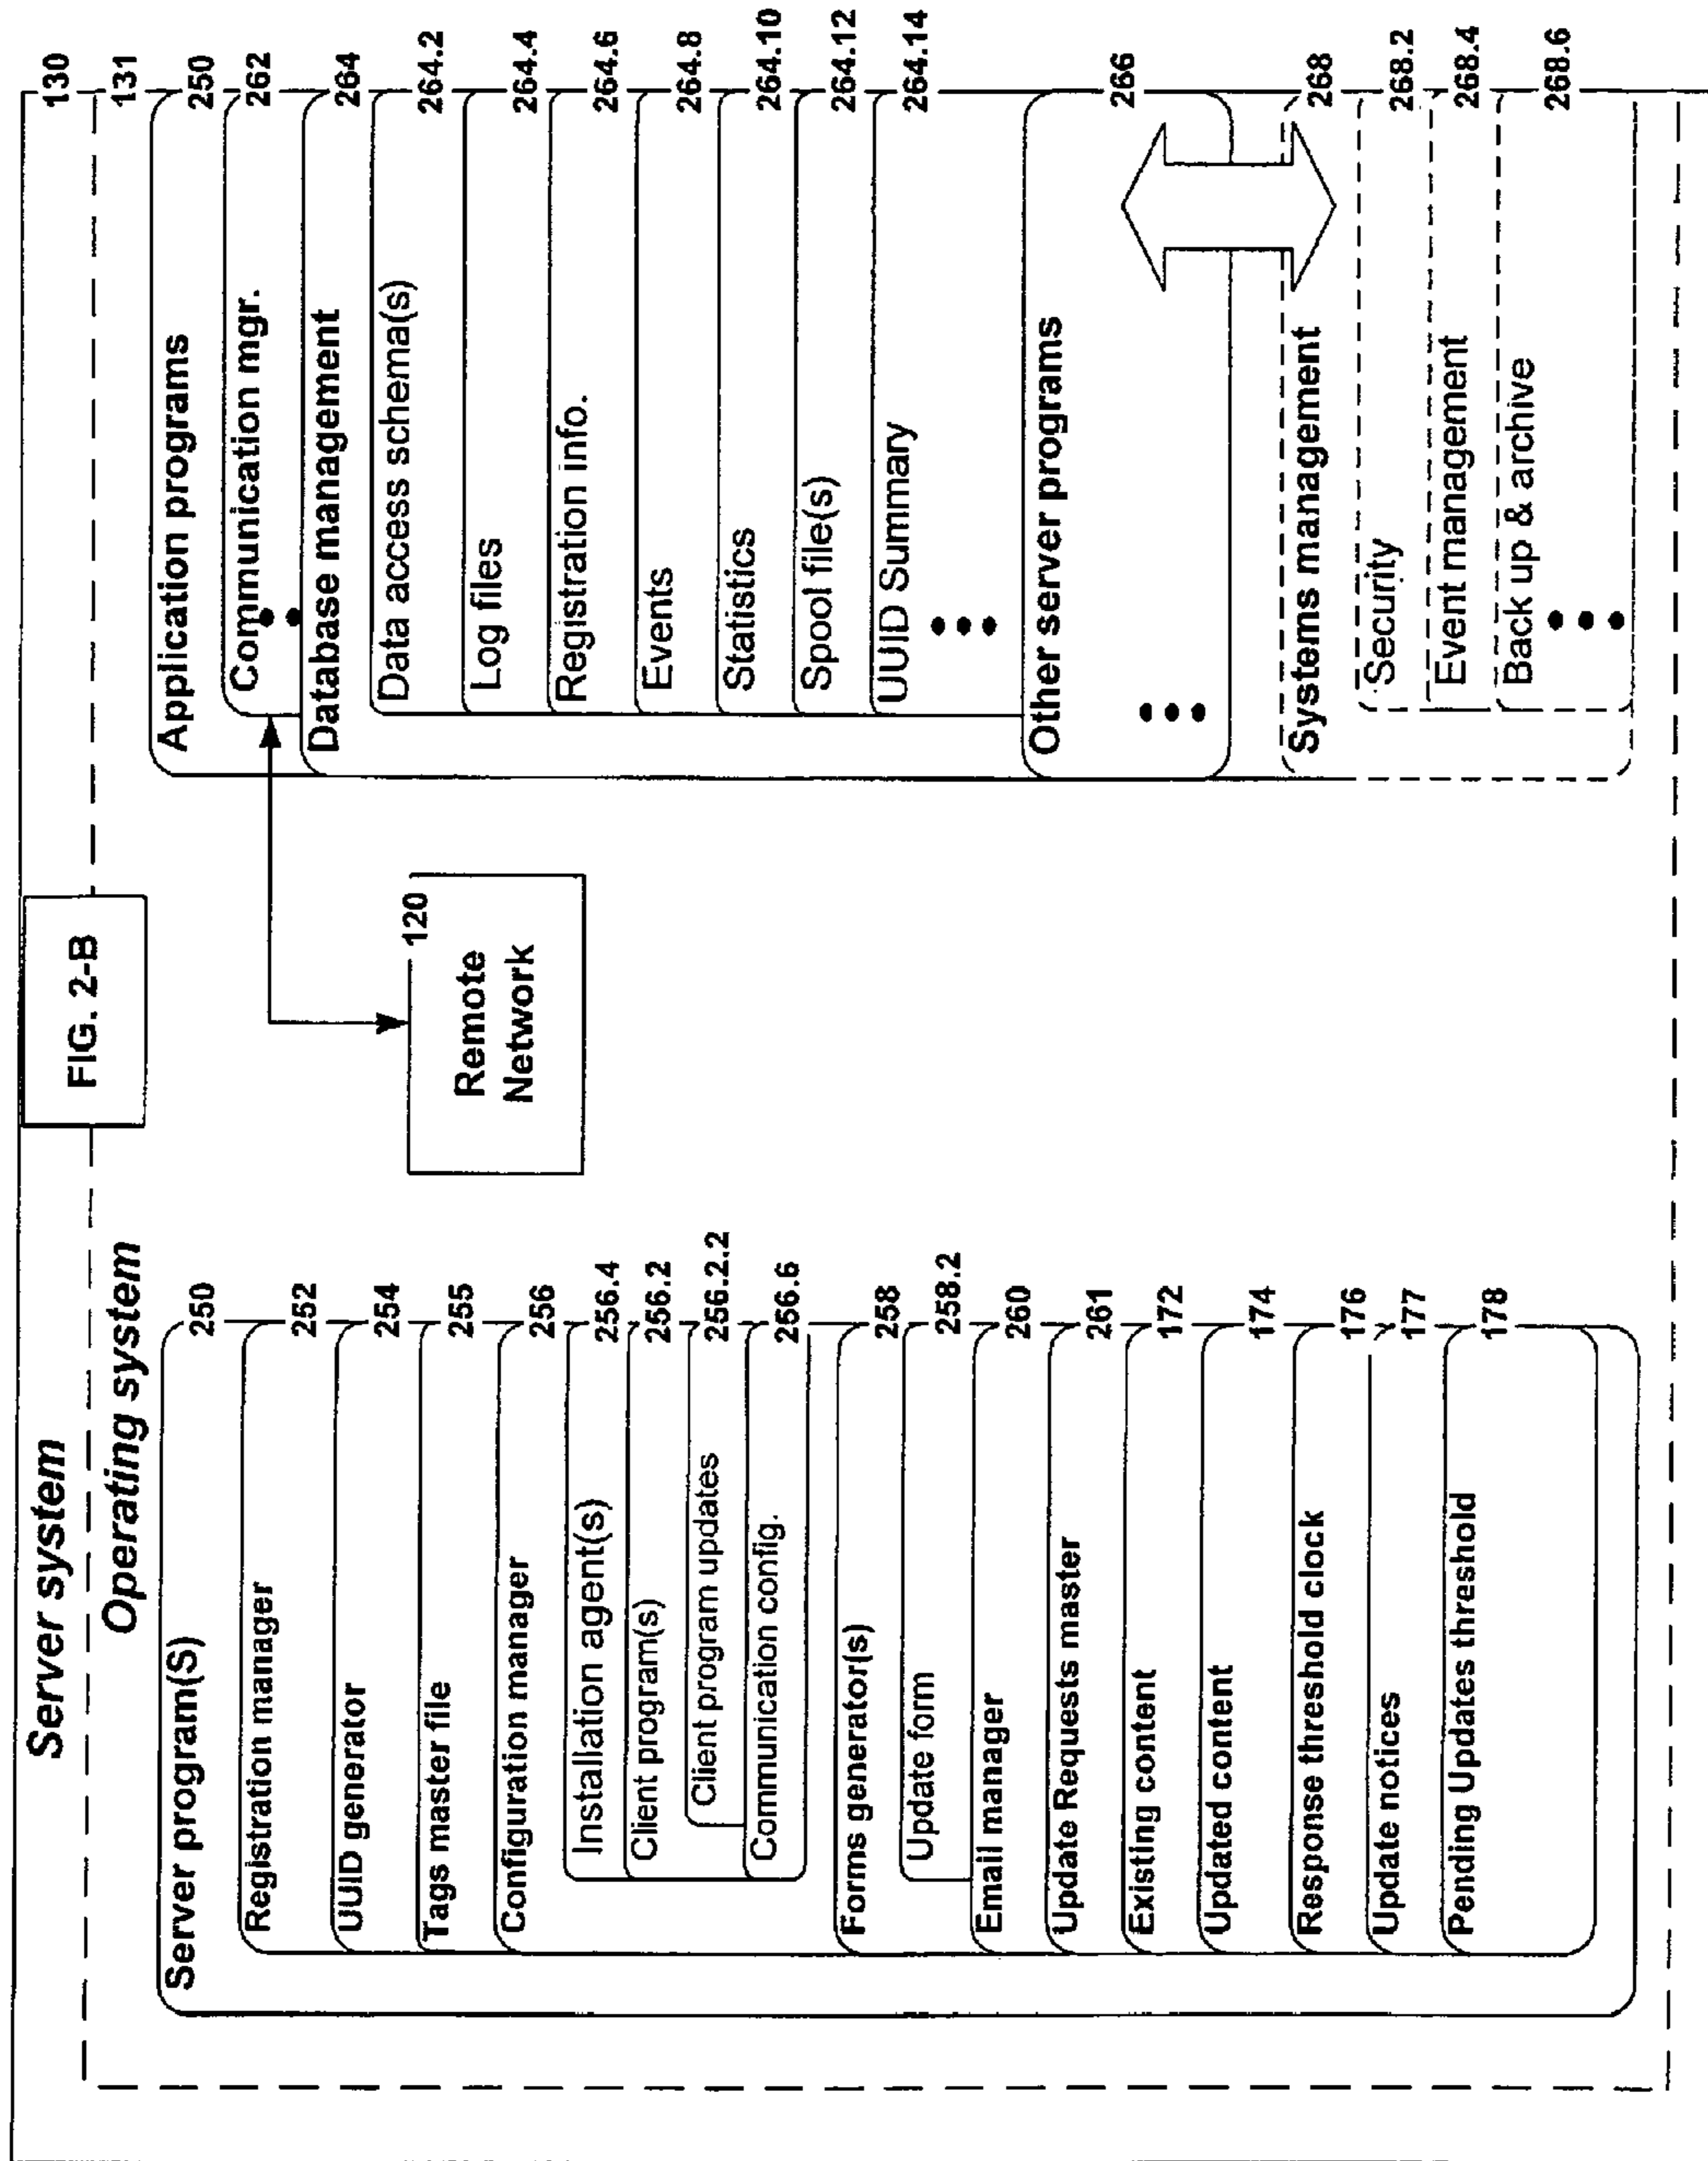 FIG. 2-B
Server system
130
Operating system
131
Server program(S)
250
Registration manager
252
UUID generator
254
Tags master file
255
Configuration manager
256
Installation agent(s)
256.4
Client program(s)
256.2
Client program updates
256.2.2
Communication config.
256.6
Forms generator(s)
258
Update form
258.2
Email manager
260
Update Requests master
261
Existing content
172
Updated content
174
Response threshold clock
176
Update notices
177
Pending Updates threshold
178
120
Remote
Network
Application programs
250
Communication mgr.
262
Database management
264
Data access schema(s)
264.2
Log files
264.4
Registration info.
264.6
Events
264.8
Statistics
264.10
Spool file(s)
264.12
UUID Summary
264.14
Other server programs
266
Systems management
268
Security
268.2
Event management
268.4
Back up & archive
268.6